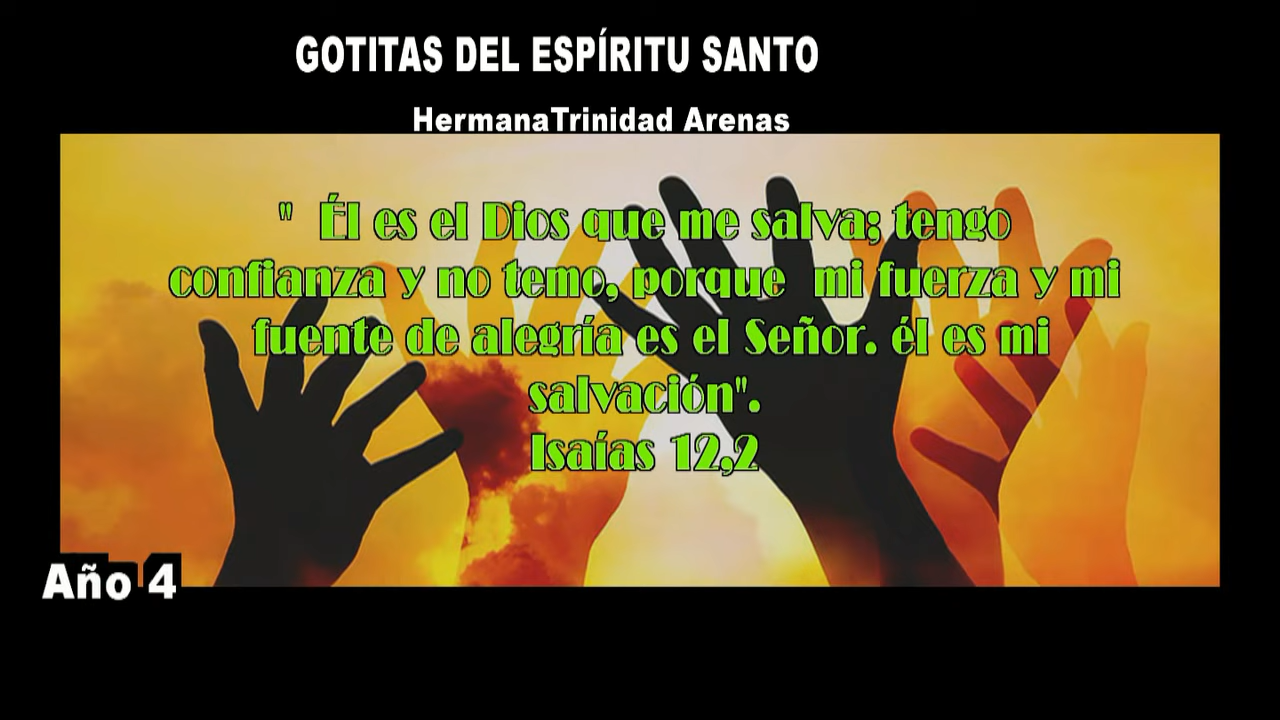 GOTITAS DEL ESPÍRITU SANTO
HermanaTrinidad Arenas
" Él es el Dios que me salva; tengo
confianza y no temo, porque mi fuerza y mi
fuente de alegría es el Señor. él es mi
salvación".
Isaías 12,2
Año 4